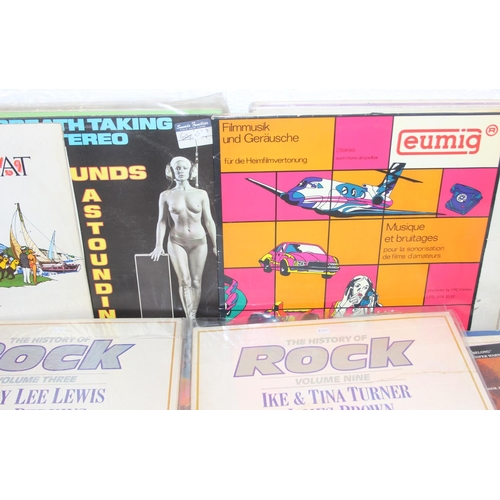 BREATH TAKING
STEREO
UNDS
ASTOUNDIN
AT
Filmmusik
und Geräusche
für die Heimfilmvertonung
eumig ®
Musique
et bruitages
pour la sonorisation
de films d'amateurs
THE HISTORY OF
ROCK
VOLUME THREE
Y LEE LEWIS
THE HISTORY OF
ROCK
VOLUME NINE
IKE & TINA TURNER
BROWN